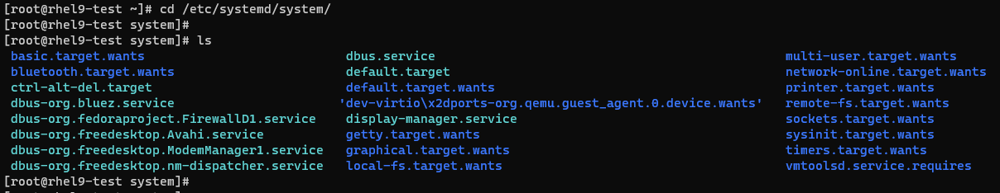 [root@rhel9-test ~]# cd /etc/systemd/system/
[root@rhel9-test system]#
[root@rhel9-test system]# ls
basic.target.wants dbus.service multi-user.target.wants
bluetooth.target.wants default.target network-online.target.wants
ctrl-alt-del.target default.target.wants printer.target.wants
dbus-org.bluez.service 'dev-virtio\x2dports-org.qemu.guest_agent.0.device.wants' remote-fs.target.wants
dbus-org.fedoraproject.FirewallD1.service display-manager.service sockets.target.wants
dbus-org.freedesktop.Avahi.service getty.target.wants sysinit.target.wants
dbus-org.freedesktop.ModemManager1.service graphical.target.wants timers.target.wants
dbus-org.freedesktop.nm-dispatcher.service local-fs.target.wants vmtoolsd.service.requires
[root@rhel9-test system]#